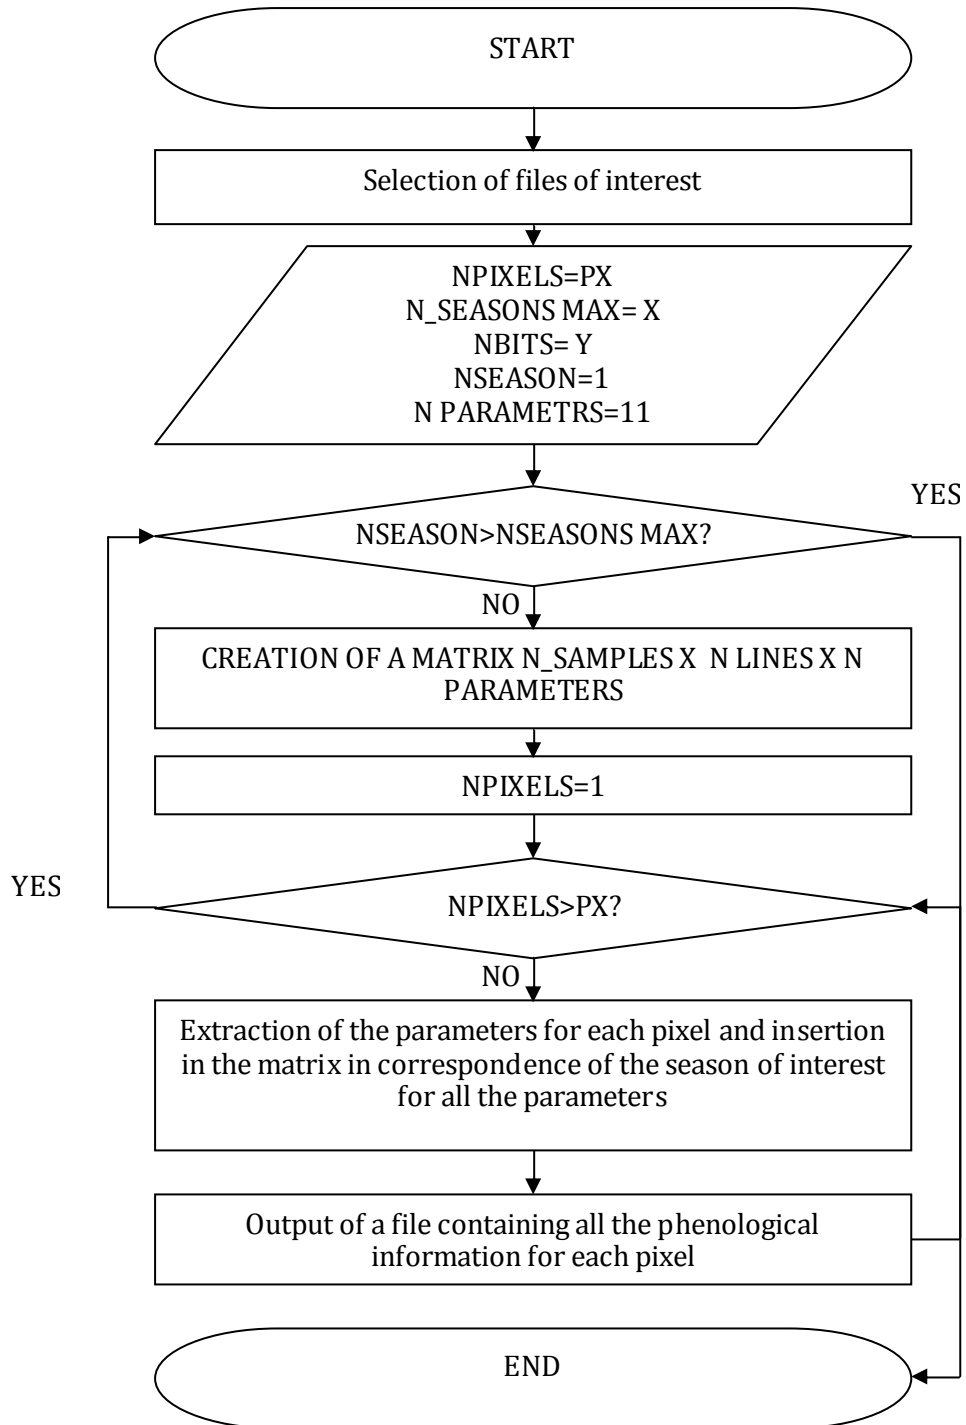 START
Selection of files of interest
NPIXELS=PX
N_SEASONS MAX= X
NBITS= Y
NSEASON=1
N PARAMETRS=11
YES
NSEASON>NSEASONS MAX?
NO
CREATION OF A MATRIX N_SAMPLES X  N LINES X N
PARAMETERS
NPIXELS=1
YES
NPIXELS>PX?
NO
Extraction of the parameters for each pixel and insertion
in the matrix in correspondence of the season of interest
for all the parameters
Output of a file containing all the phenological
information for each pixel
END